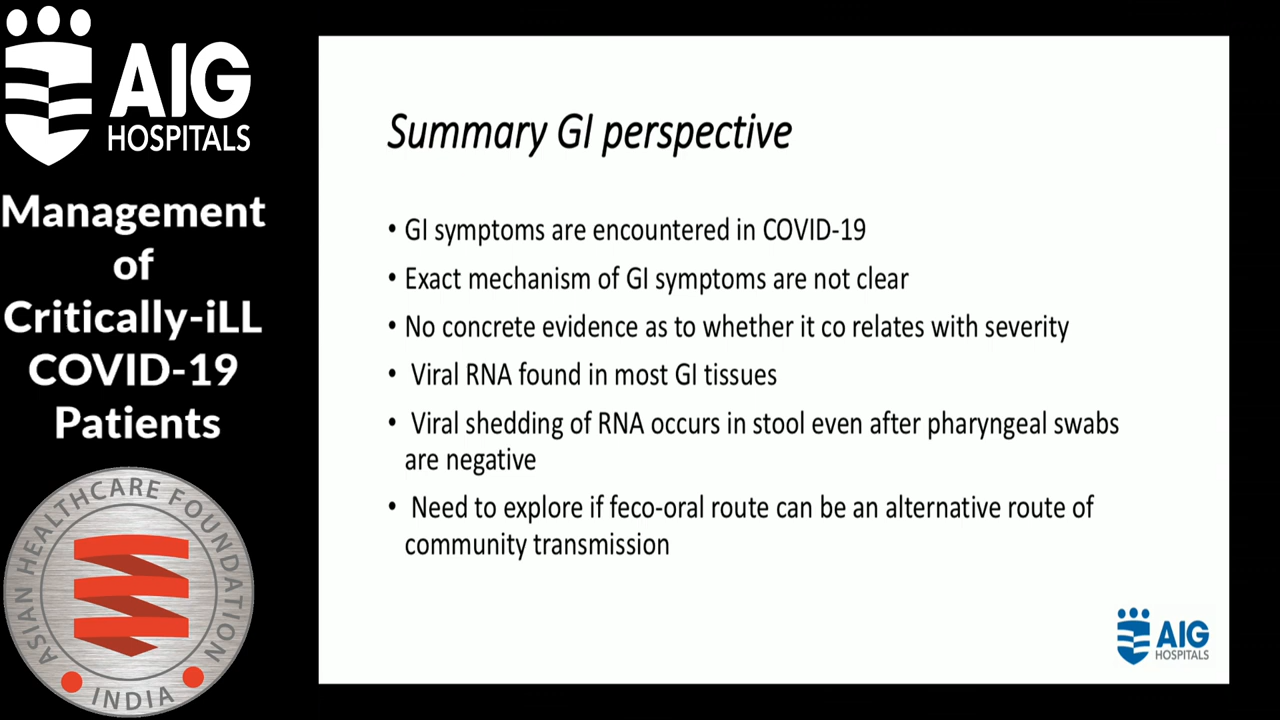 AIG
HOSPITALS
Management
of
Critically-iLL
COVID-19
Patients
ASIAN HEALTHCARE FOUNDATION
INDIA
Summary GI perspective
• GI symptoms are encountered in COVID-19
• Exact mechanism of GI symptoms are not clear
• No concrete evidence as to whether it co relates with severity
• Viral RNA found in most GI tissues
• Viral shedding of RNA occurs in stool even after pharyngeal swabs
are negative
• Need to explore if feco-oral route can be an alternative route of
community transmission
AIG
HOSPITALS